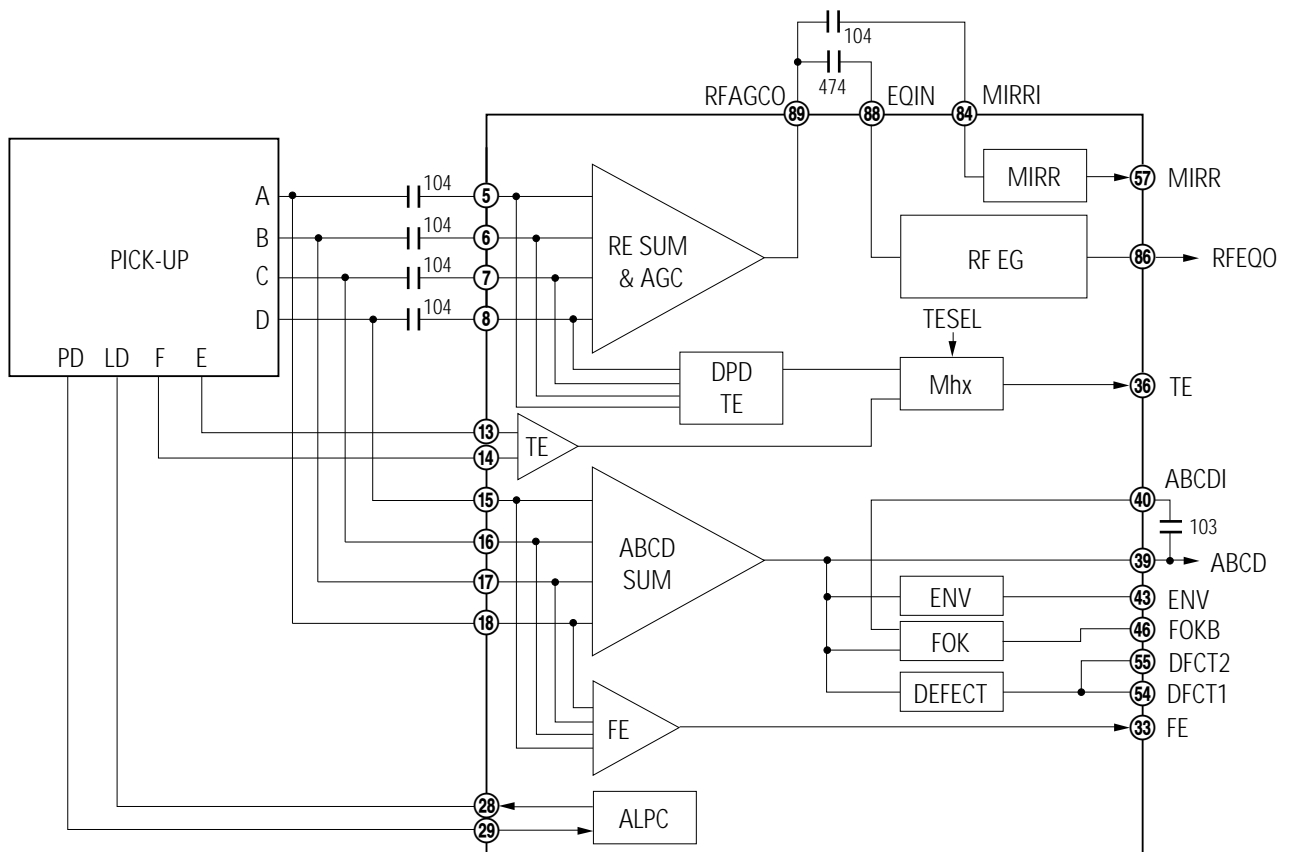 104
474
RFAGCO
EQIN
MIRRI
89
88
84
PICK-UP
A
B
C
D
PD
LD
F
E
104
104
104
104
5
6
7
8
RE SUM
& AGC
MIRR
57
MIRR
RF EG
86
RFEQO
TESEL
DPD
TE
Mhx
36
TE
13
14
TE
15
16
17
18
ABCD
SUM
ABCDI
40
103
39
ABCD
ENV
43
ENV
FOK
46
FOKB
55
DFCT2
DEFECT
54
DFCT1
FE
33
FE
28
29
ALPC